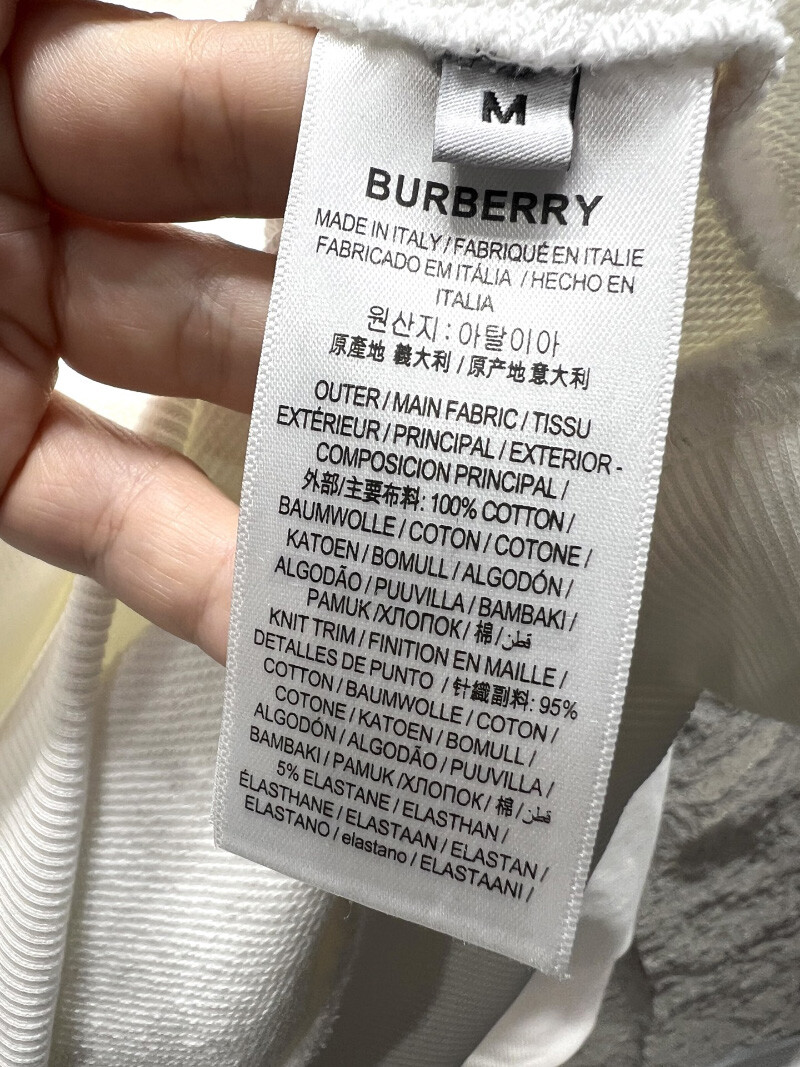 M
BURBERRY
MADE IN ITALY / FABRIQUÉ EN ITALIE
FABRICADO EM ITÁLIA / HECHO EN
ITALIA
원산지 : 아탈이아
原產地 義大利 / 原产地 意大利
OUTER / MAIN FABRIC / TISSU
EXTÉRIEUR / PRINCIPAL / EXTERIOR -
COMPOSICION PRINCIPAL /
外部/主要布料: 100% COTTON /
BAUMWOLLE / COTON / COTONE /
KATOEN / BOMULL / ALGODÓN /
ALGODÃO / PUUVILLA / BAMBAKI /
PAMUK /ХЛОПОК/ 棉 / قطن
KNIT TRIM / FINITION EN MAILLE /
DETALLES DE PUNTO / 针織副料: 95%
COTTON / BAUMWOLLE / COTON /
COTONE / KATOEN / BOMULL /
ALGODÓN / ALGODÃO / PUUVILLA /
BAMBAKI / PAMUK /ХЛОПОК/ 棉 / قطن
5% ELASTANE / ELASTHAN /
ÉLASTHANE / ELASTAAN / ELASTAN /
ELASTANO / elastano / ELASTAANI /